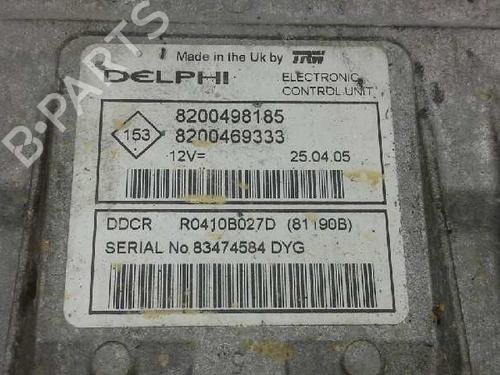 Made in the Uk by TRW
DELPHI
ELECTRONIC
CONTROL UNIT
153
8200498185
8200469333
12V=
25.04.05
DDCR R0410B027D (81190B)
SERIAL No 83474584 DYG
B-PARTS